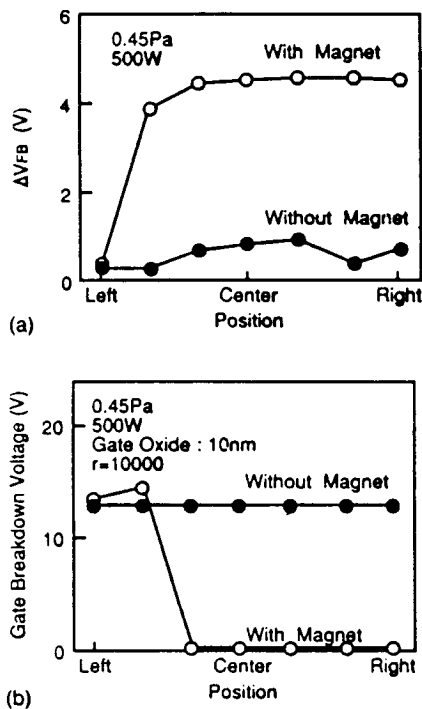 0.45Pa
500W
With Magnet
Without Magnet
6
4
2
0
ΔVFB (V)
Left
Center
Right
Position
(a)
0.45Pa
500W
Gate Oxide : 10nm
r=10000
Without Magnet
With Magnet
20
10
0
Gate Breakdown Voltage (V)
Left
Center
Right
Position
(b)